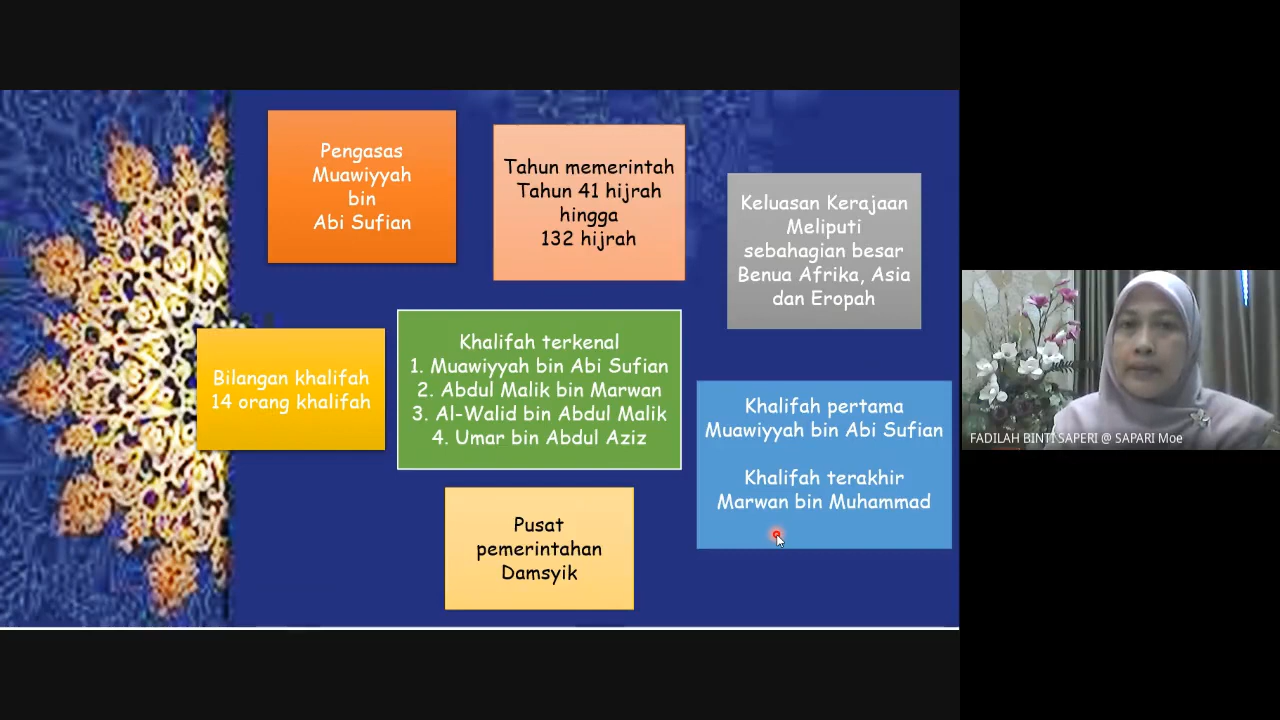 Pengasas
Muawiyyah
bin
Abi Sufian
Tahun memerintah
Tahun 41 hijrah
hingga
132 hijrah
Keluasan Kerajaan
Meliputi
sebahagian besar
Benua Afrika, Asia
dan Eropah
Bilangan khalifah
14 orang khalifah
Khalifah terkenal
1. Muawiyyah bin Abi Sufian
2. Abdul Malik bin Marwan
3. Al-Walid bin Abdul Malik
4. Umar bin Abdul Aziz
Khalifah pertama
Muawiyyah bin Abi Sufian
Khalifah terakhir
Marwan bin Muhammad
Pusat
pemerintahan
Damsyik
FADILAH BINTI SAPERI @ SAPARI Moe